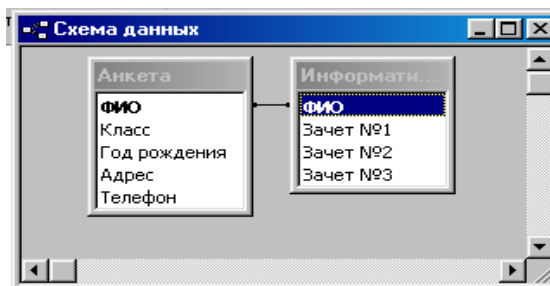 Схема данных
Анкета
ФИО
Класс
Год рождения
Адрес
Телефон
Информати...
ФИО
Зачет №1
Зачет №2
Зачет №3